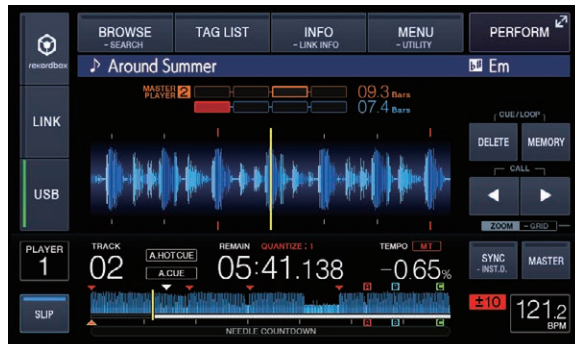 BROWSE
- SEARCH
TAG LIST
INFO
- LINK INFO
MENU
- UTILITY
PERFORM
rekordbox
♪ Around Summer
Em
MASTER
PLAYER 2
09.3 Bars
07.4 Bars
LINK
CUE/LOOP
DELETE
MEMORY
CALL
USB
ZOOM
- GRID
PLAYER
1
TRACK
02
A.HOT CUE
A.CUE
REMAIN
QUANTIZE : 1
05:41.138
TEMPO
MT
-0.65%
SYNC
- INST.D.
MASTER
A
B
C
±10
121.2
BPM
SLIP
A
B
C
NEEDLE COUNTDOWN